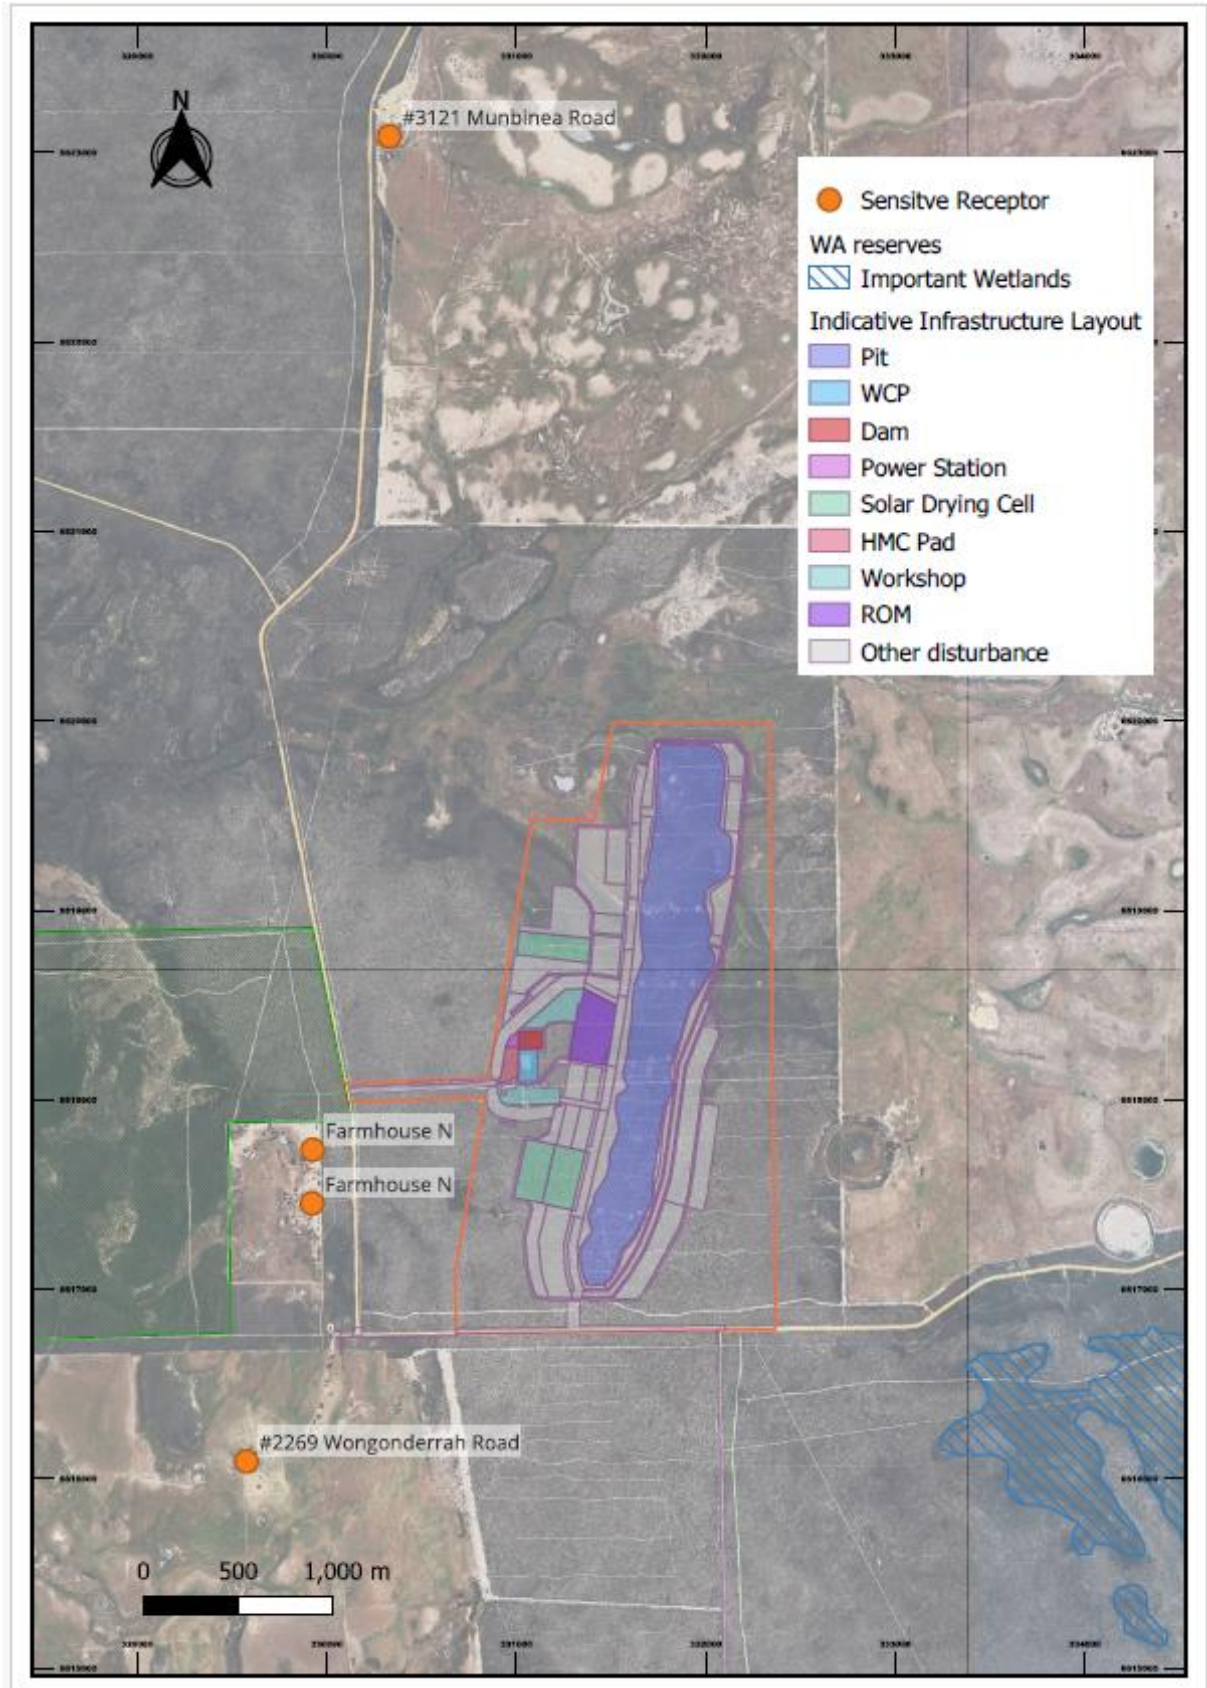 N
#3121 Munbinea Road
Sensitve Receptor
WA reserves
Important Wetlands
Indicative Infrastructure Layout
Pit
WCP
Dam
Power Station
Solar Drying Cell
HMC Pad
Workshop
ROM
Other disturbance
Farmhouse N
Farmhouse N
#2269 Wongonderrah Road
0 500 1,000 m